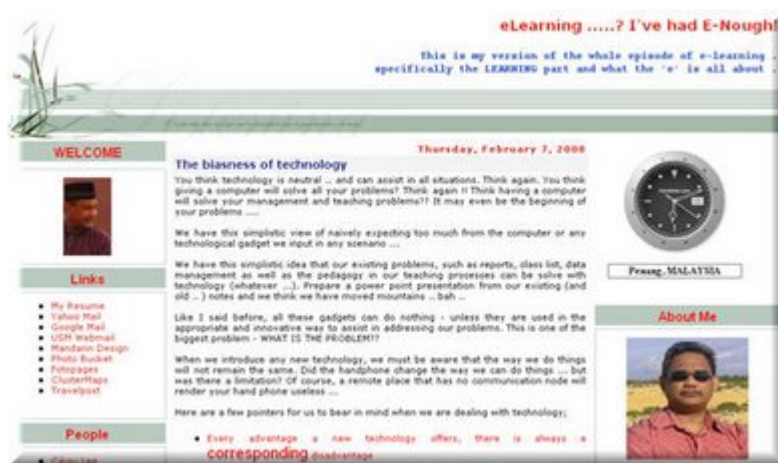 eLearning .....? I've had E-Nough!
This is my version of the whole episode of e-learning .
specifically the LEARNING part and what the 'e' is all about .
WELCOME
Links
My Resume
Yahoo Mail
Google Mail
USM Webmail
Mandarin Design
Photo Bucket
Fotopages
ClusterMaps
Travelpost
People
Thursday, February 7, 2008
The biasness of technology
You think technology is neutral .. and can assist in all situations. Think again. You think
giving a computer will solve all your problems? Think again !! Think having a computer
will solve your management and teaching problems?? It may even be the beginning of
your problems ....
We have this simplistic view of naively expecting too much from the computer or any
technological gadget we input in any scenario ...
We have this simplistic idea that our existing problems, such as reports, class list, data
management as well as the pedagogy in our teaching processes can be solve with
technology (whatever ...). Prepare a power point presentation from our existing (and
old .. ) notes and we think we have moved mountains .. bah ..
Like I said before, all these gadgets can do nothing - unless they are used in the
appropriate and innovative way to assist in addressing our problems. This is one of the
biggest problem - WHAT IS THE PROBLEM??
When we introduce any new technology, we must be aware that the way we do things
will not remain the same. Did the handphone change the way we can do things ... but
was there a limitation? Of course, a remote place that has no communication node will
render your hand phone useless ...
Here are a few pointers for us to bear in mind when we are dealing with technology;
Every advantage a new technology offers, there is always a
corresponding disadvantage
Penang, MALAYSIA
About Me